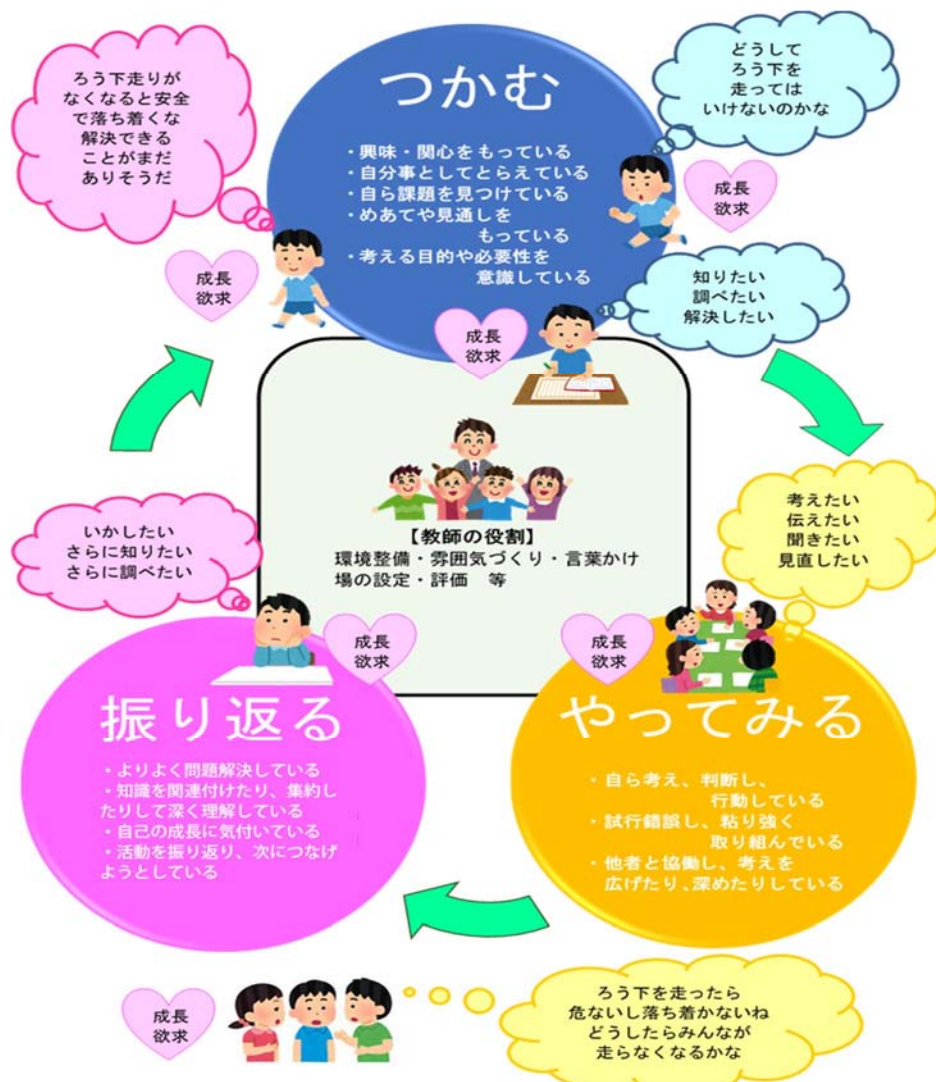 ろう下走りが
なくなると安全
で落ち着くな
解決できる
ことがまだ
ありそうだ
つかむ
・興味・関心をもっている
・自分事としてとらえている
・自ら課題を見つけている
・めあてや見通しを
もっている
・考える目的や必要性を
意識している
どうして
ろう下を
走っては
いけないのかな
成長
欲求
成長
欲求
知りたい
調べたい
解決したい
成長
欲求
【教師の役割】
環境整備・雰囲気づくり・言葉かけ
場の設定・評価 等
考えたい
伝えたい
聞きたい
見直したい
成長
欲求
やってみる
・自ら考え、判断し、
行動している
・試行錯誤し、粘り強く
取り組んでいる
・他者と協働し、考えを
広げたり、深めたりしている
いかしたい
さらに知りたい
さらに調べたい
成長
欲求
振り返る
・よりよく問題解決している
・知識を関連付けたり、集約し
たりして深く理解している
・自己の成長に気付いている
・活動を振り返り、次につなげ
ようとしている
成長
欲求
ろう下を走ったら
危ないし落ち着かないね
どうしたらみんなが
走らなくなるかな